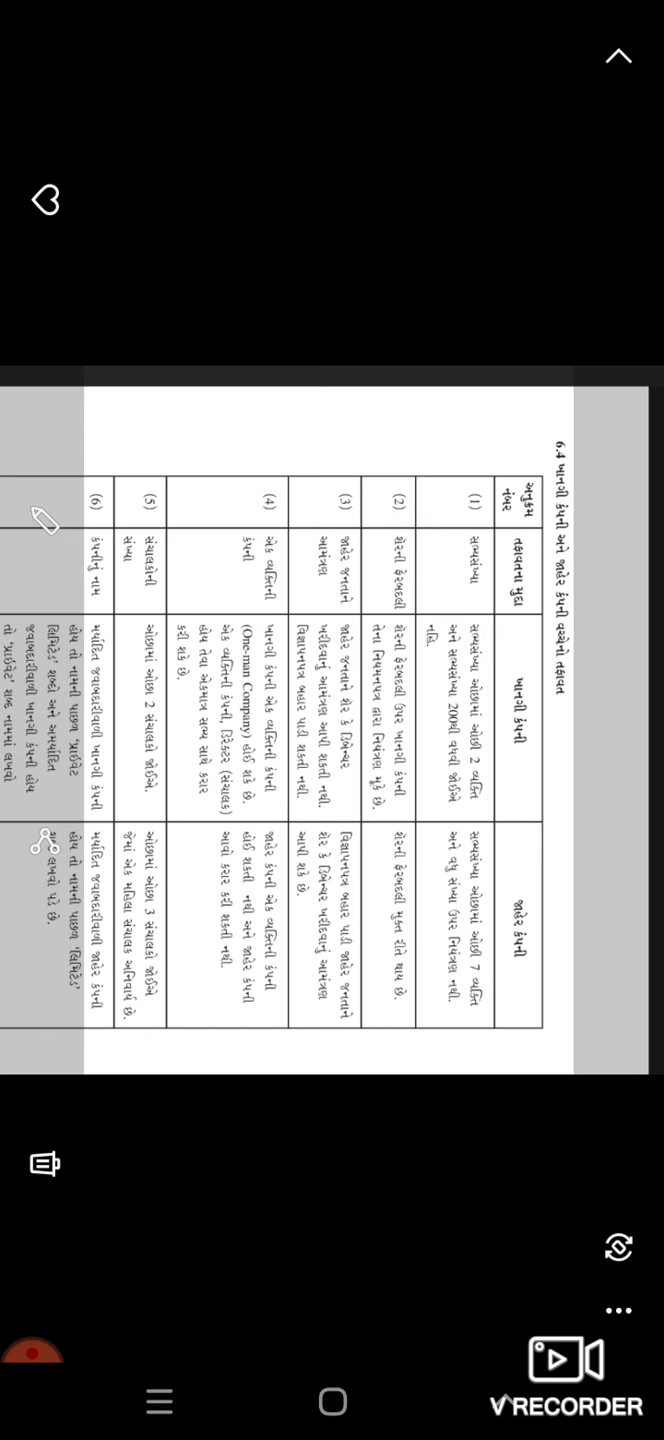 6.4 ખાનગી કંપની અને જાહેર કંપની વચ્ચેનો તફાવત
અનુક્રમ
નંબર
તફાવતના મુદ્દા
ખાનગી કંપની
જાહેર કંપની
(1)
સભ્યસંખ્યા
સભ્યસંખ્યા ઓછામાં ઓછી 2 વ્યક્તિ
અને સભ્યસંખ્યા 200થી વધવી જોઈએ
નહિ.
સભ્યસંખ્યા ઓછામાં ઓછી 7 વ્યક્તિ
અને વધુ સંખ્યા ઉપર નિયંત્રણ નથી.
(2)
શૅરની ફેરબદલી
શૅરની ફેરબદલી ઉપર ખાનગી કંપની
તેના નિયમનપત્ર દ્વારા નિયંત્રણ મૂકે છે.
શૅરની ફેરબદલી મુક્ત રીતે થાય છે.
(3)
જાહેર જનતાને
આમંત્રણ
જાહેર જનતાને શૅર કે ડિબેન્ચર
ખરીદવાનું આમંત્રણ આપી શકતી નથી.
વિજ્ઞાપનપત્ર બહાર પાડી શકતી નથી.
વિજ્ઞાપનપત્ર બહાર પાડી જાહેર જનતાને
શૅર કે ડિબેન્ચર ખરીદવાનું આમંત્રણ
આપી શકે છે.
(4)
એક વ્યક્તિની
કંપની
ખાનગી કંપની એક વ્યક્તિની કંપની
(One-man Company) હોઈ શકે છે.
એક વ્યક્તિની કંપની, ડિરેક્ટર (સંચાલક)
હોય તેવા એકમાત્ર સભ્ય સાથે કરાર
કરી શકે છે.
જાહેર કંપની એક વ્યક્તિની કંપની
હોઈ શકતી નથી અને જાહેર કંપની
આવો કરાર કરી શકતી નથી.
(5)
સંચાલકોની
સંખ્યા
ઓછામાં ઓછા 2 સંચાલકો જોઈએ.
ઓછામાં ઓછા 3 સંચાલકો જોઈએ
જેમાં એક મહિલા સંચાલક અનિવાર્ય છે.
(6)
કંપનીનું નામ
મર્યાદિત જવાબદારીવાળી ખાનગી કંપની
હોય તો નામની પાછળ 'પ્રાઈવેટ
લિમિટેડ' શબ્દો અને અમર્યાદિત
જવાબદારીવાળી ખાનગી કંપની હોય
તો 'પ્રાઈવેટ' શબ્દ નામમાં લખવો
મર્યાદિત જવાબદારીવાળી જાહેર કંપની
હોય તો નામની પાછળ 'લિમિટેડ'
લખવો પડે છે.
V RECORDER